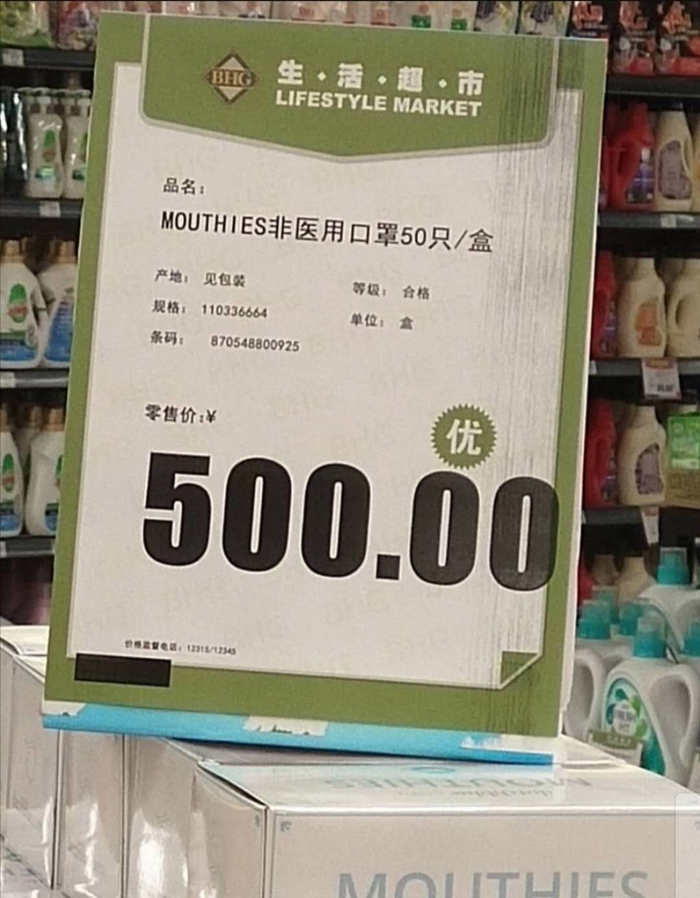 BHG
生·活·超·市
LIFESTYLE MARKET
品名：
MOUTHIES非医用口罩50只/盒
产地： 见包装
等级： 合格
规格： 110336664
单位： 盒
条码： 870548800925
零售价:¥
优
500.00
价格监督电话：12315/12345
MOUTHIES
MOUTHIES